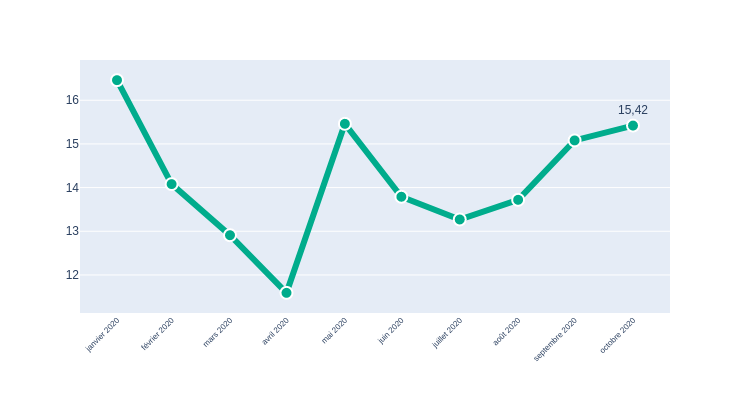 15,42
16
15
14
13
12
janvier 2020
février 2020
mars 2020
avril 2020
mai 2020
juin 2020
juillet 2020
août 2020
septembre 2020
octobre 2020